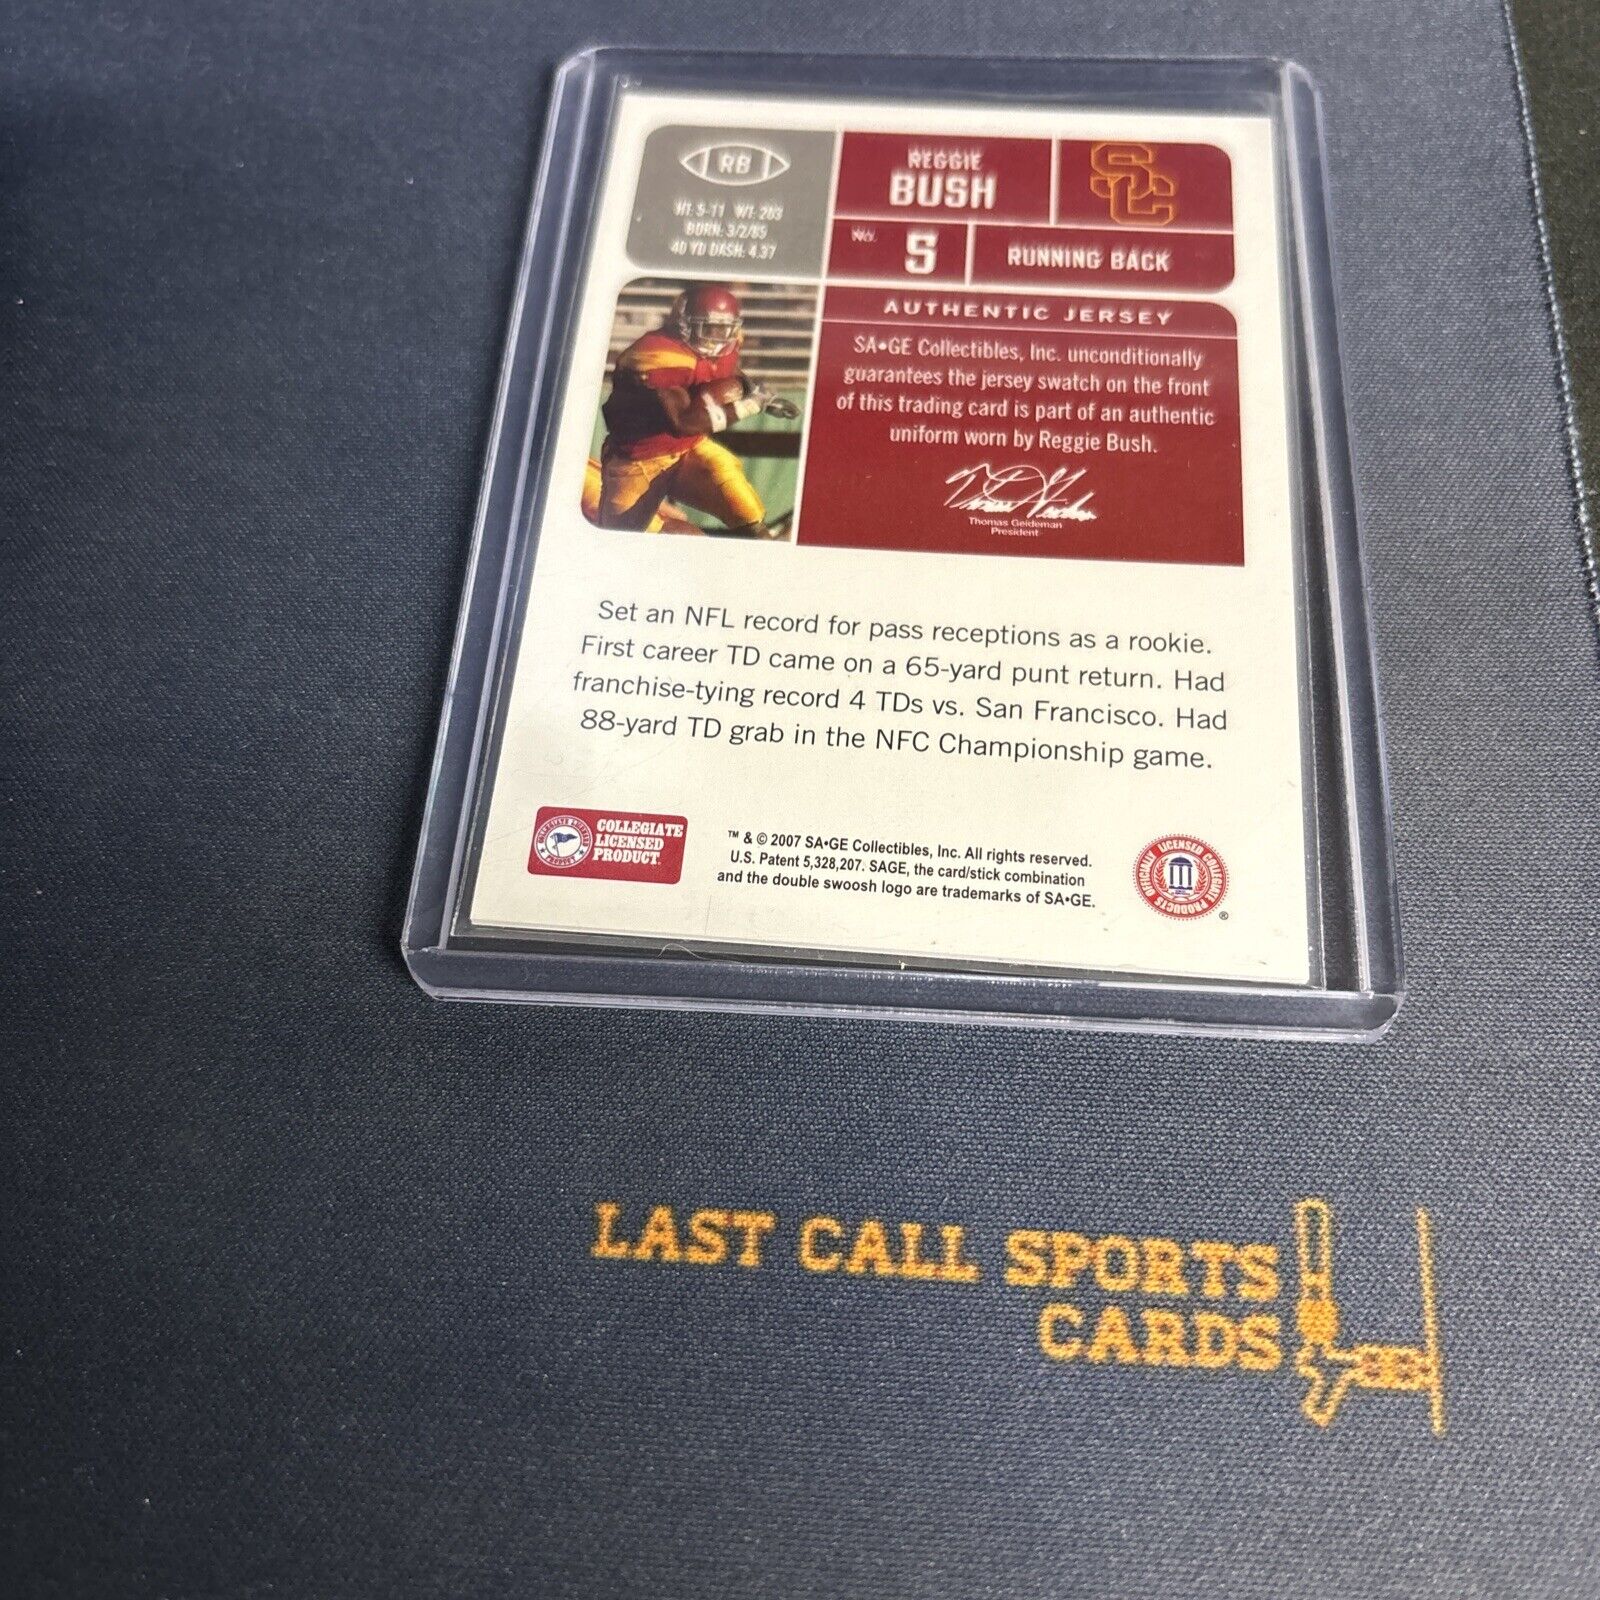 RB
HT: 5-11 WT: 203
BORN: 3/2/85
40 YD DASH: 4.37
REGGIE
BUSH
SC
No. 5
RUNNING BACK
AUTHENTIC JERSEY
SA•GE Collectibles, Inc. unconditionally
guarantees the jersey swatch on the front
of this trading card is part of an authentic
uniform worn by Reggie Bush.
Thomas Geideman
President
Set an NFL record for pass receptions as a rookie.
First career TD came on a 65-yard punt return. Had
franchise-tying record 4 TDs vs. San Francisco. Had
88-yard TD grab in the NFC Championship game.
COLLEGIATE
LICENSED
PRODUCT
™ & © 2007 SA•GE Collectibles, Inc. All rights reserved.
U.S. Patent 5,328,207. SAGE, the card/stick combination
and the double swoosh logo are trademarks of SA•GE.
OFFICIALLY LICENSED COLLEGIATE PRODUCTS
®
LAST CALL SPORTS
CARDS